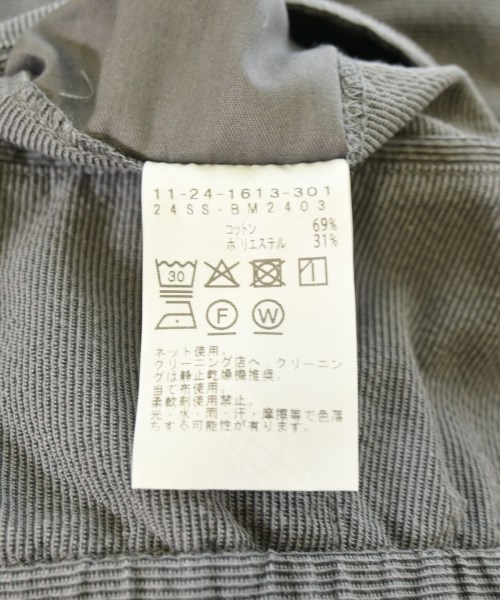 11-24-1613-301
24SS-BM2403
コットン 69%
ポリエステル 31%
30
F W
ネット使用。
クリーニング店へ：クリーニン
グは静止乾燥機推奨。
当て布使用。
柔軟剤使用禁止。
光・水・雨・汗・摩擦等で色落
ちする可能性が有ります。